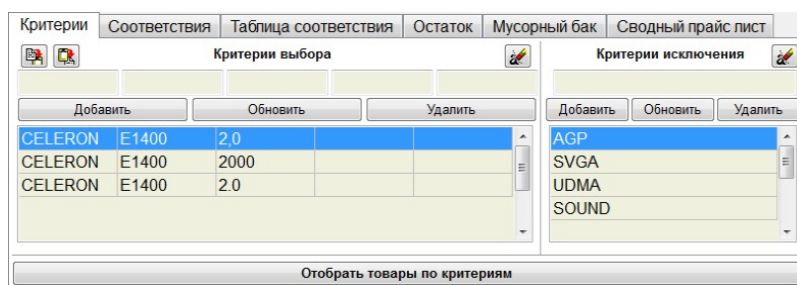 Критерии Соответствия Таблица соответствия Остаток Мусорный бак Сводный прайс лист
Критерии выбора Критерии исключения
Добавить Обновить Удалить Добавить Обновить Удалить
CELERON E1400 2,0 AGP
CELERON E1400 2000 SVGA
CELERON E1400 2.0 UDMA
SOUND
Отобрать товары по критериям